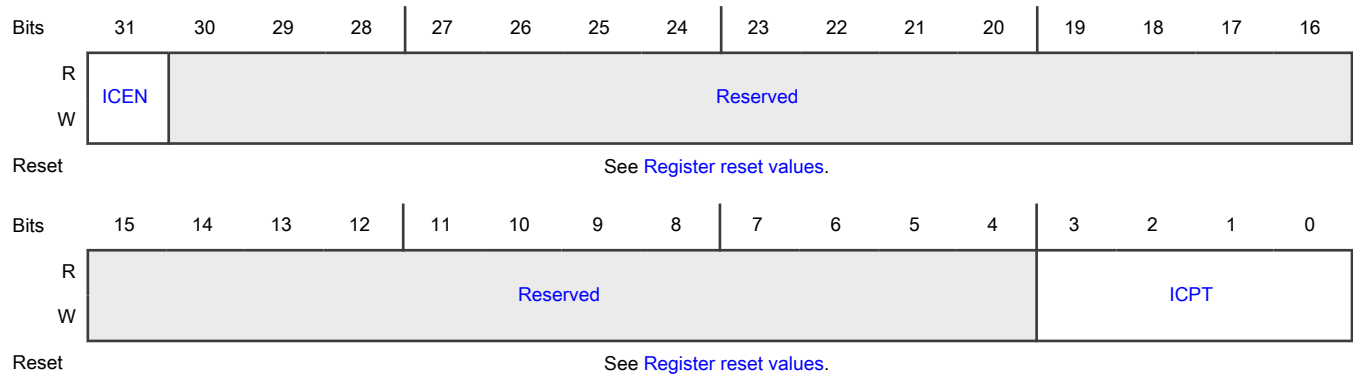 Bits 31 30 29 28 27 26 25 24 23 22 21 20 19 18 17 16
R
ICEN Reserved
W
Reset See Register reset values.
Bits 15 14 13 12 11 10 9 8 7 6 5 4 3 2 1 0
R
Reserved ICPT
W
Reset See Register reset values.